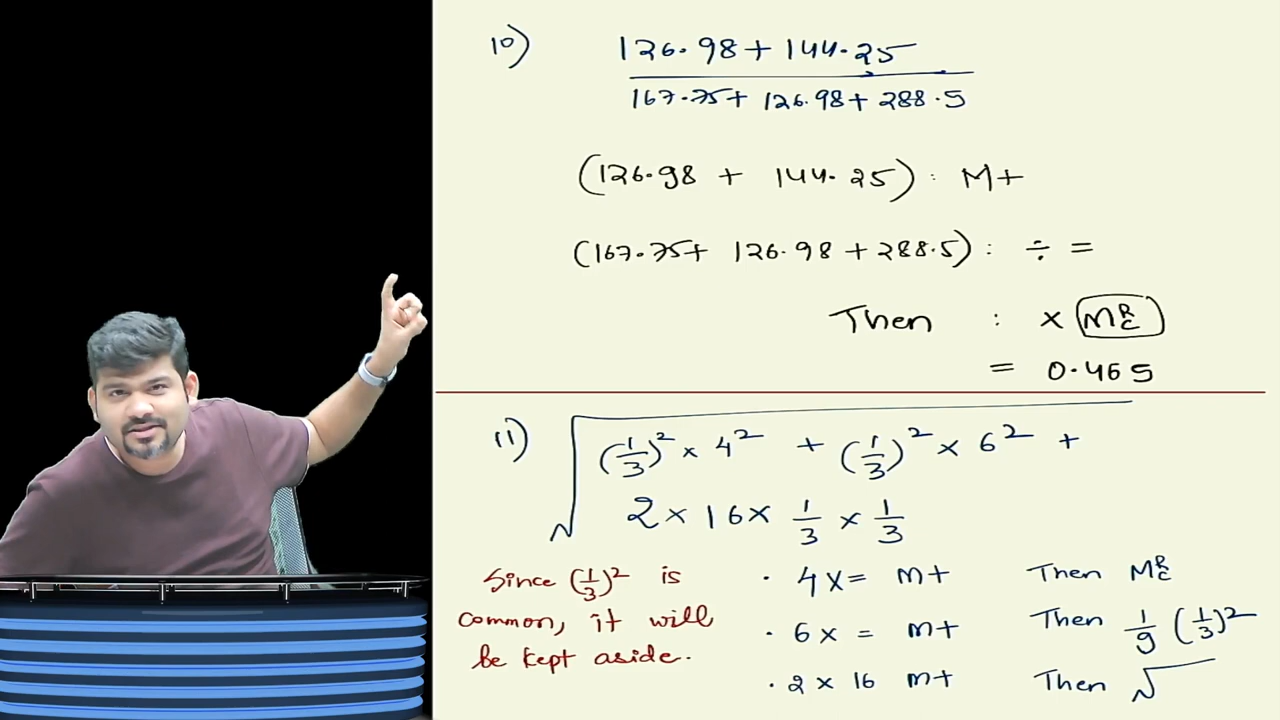 10) 126.98 + 144.25
167.75 + 126.98 + 288.5
(126.98 + 144.25) : M+
(167.75 + 126.98 + 288.5) : ÷ =
Then : × MRC
= 0.465
11) √ (1/3)² × 4² + (1/3)² × 6² +
2 × 16 × 1/3 × 1/3
Since (1/3)² is
common, it will
be kept aside.
· 4 × = m+ Then MRC
· 6 × = m+ Then 1/9 (1/3)²
· 2 × 16 m+ Then √